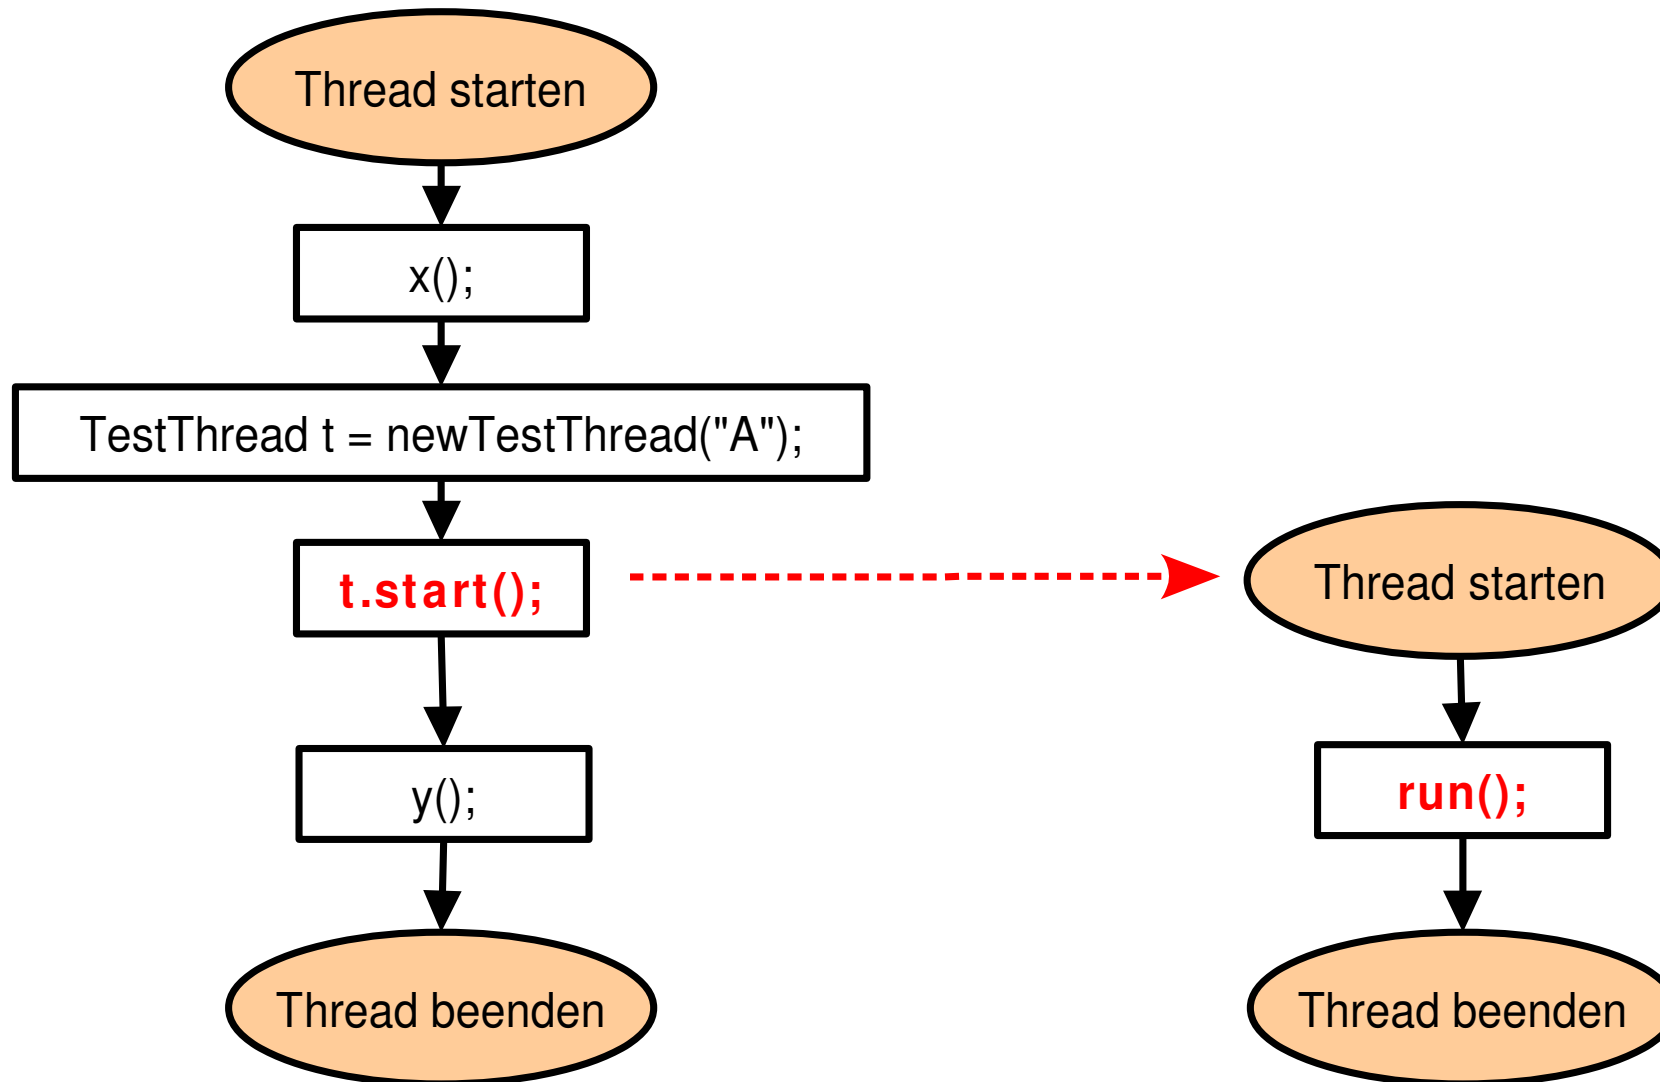 Thread starten
x();
TestThread t = newTestThread("A");
t.start();
y();
Thread beenden
Thread starten
run();
Thread beenden